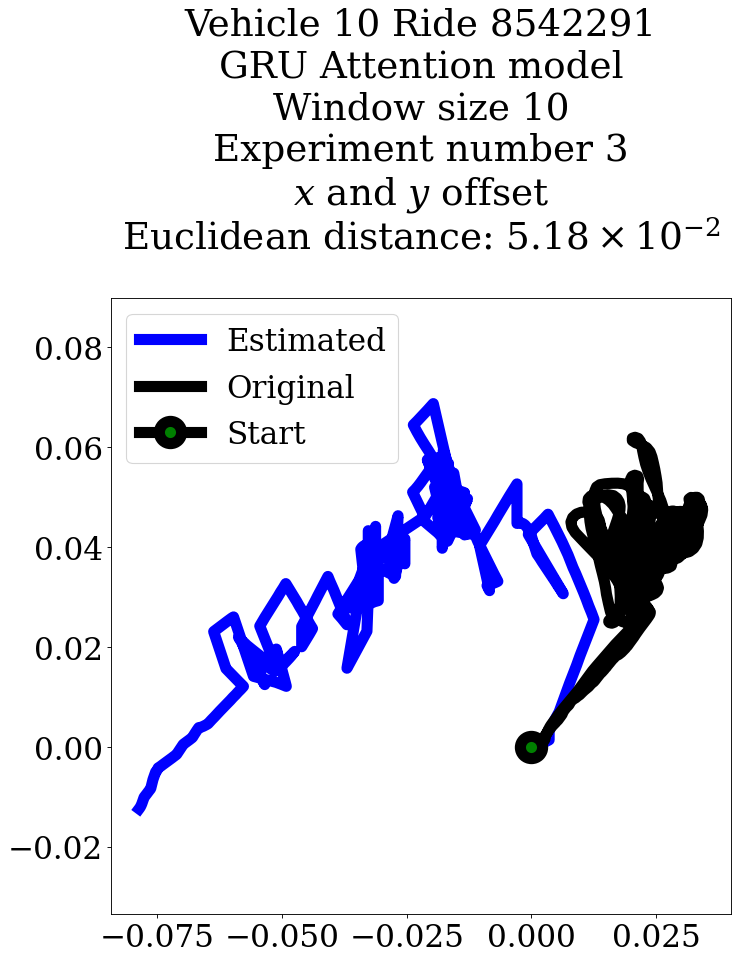 Vehicle 10 Ride 8542291
GRU Attention model
Window size 10
Experiment number 3
x and y offset
Euclidean distance: 5.18 × 10⁻²
Estimated
Original
Start
0.08
0.06
0.04
0.02
0.00
−0.02
−0.075 −0.050 −0.025 0.000 0.025